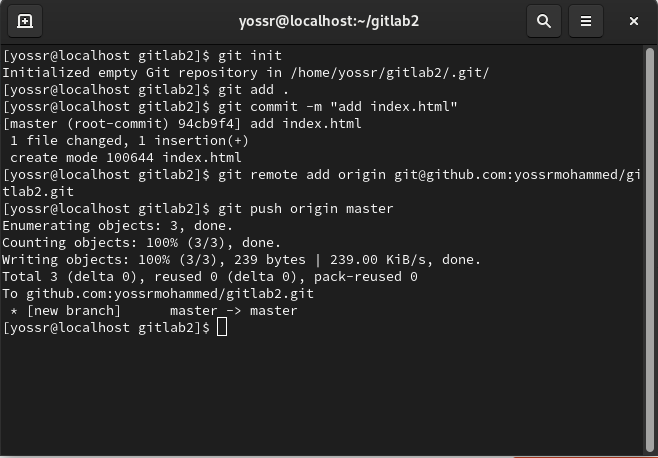 yossr@localhost:~/gitlab2
[yossr@localhost gitlab2]$ git init
Initialized empty Git repository in /home/yossr/gitlab2/.git/
[yossr@localhost gitlab2]$ git add .
[yossr@localhost gitlab2]$ git commit -m "add index.html"
[master (root-commit) 94cb9f4] add index.html
 1 file changed, 1 insertion(+)
 create mode 100644 index.html
[yossr@localhost gitlab2]$ git remote add origin git@github.com:yossrmohammed/gi
tlab2.git
[yossr@localhost gitlab2]$ git push origin master
Enumerating objects: 3, done.
Counting objects: 100% (3/3), done.
Writing objects: 100% (3/3), 239 bytes | 239.00 KiB/s, done.
Total 3 (delta 0), reused 0 (delta 0), pack-reused 0
To github.com:yossrmohammed/gitlab2.git
 * [new branch]      master -> master
[yossr@localhost gitlab2]$